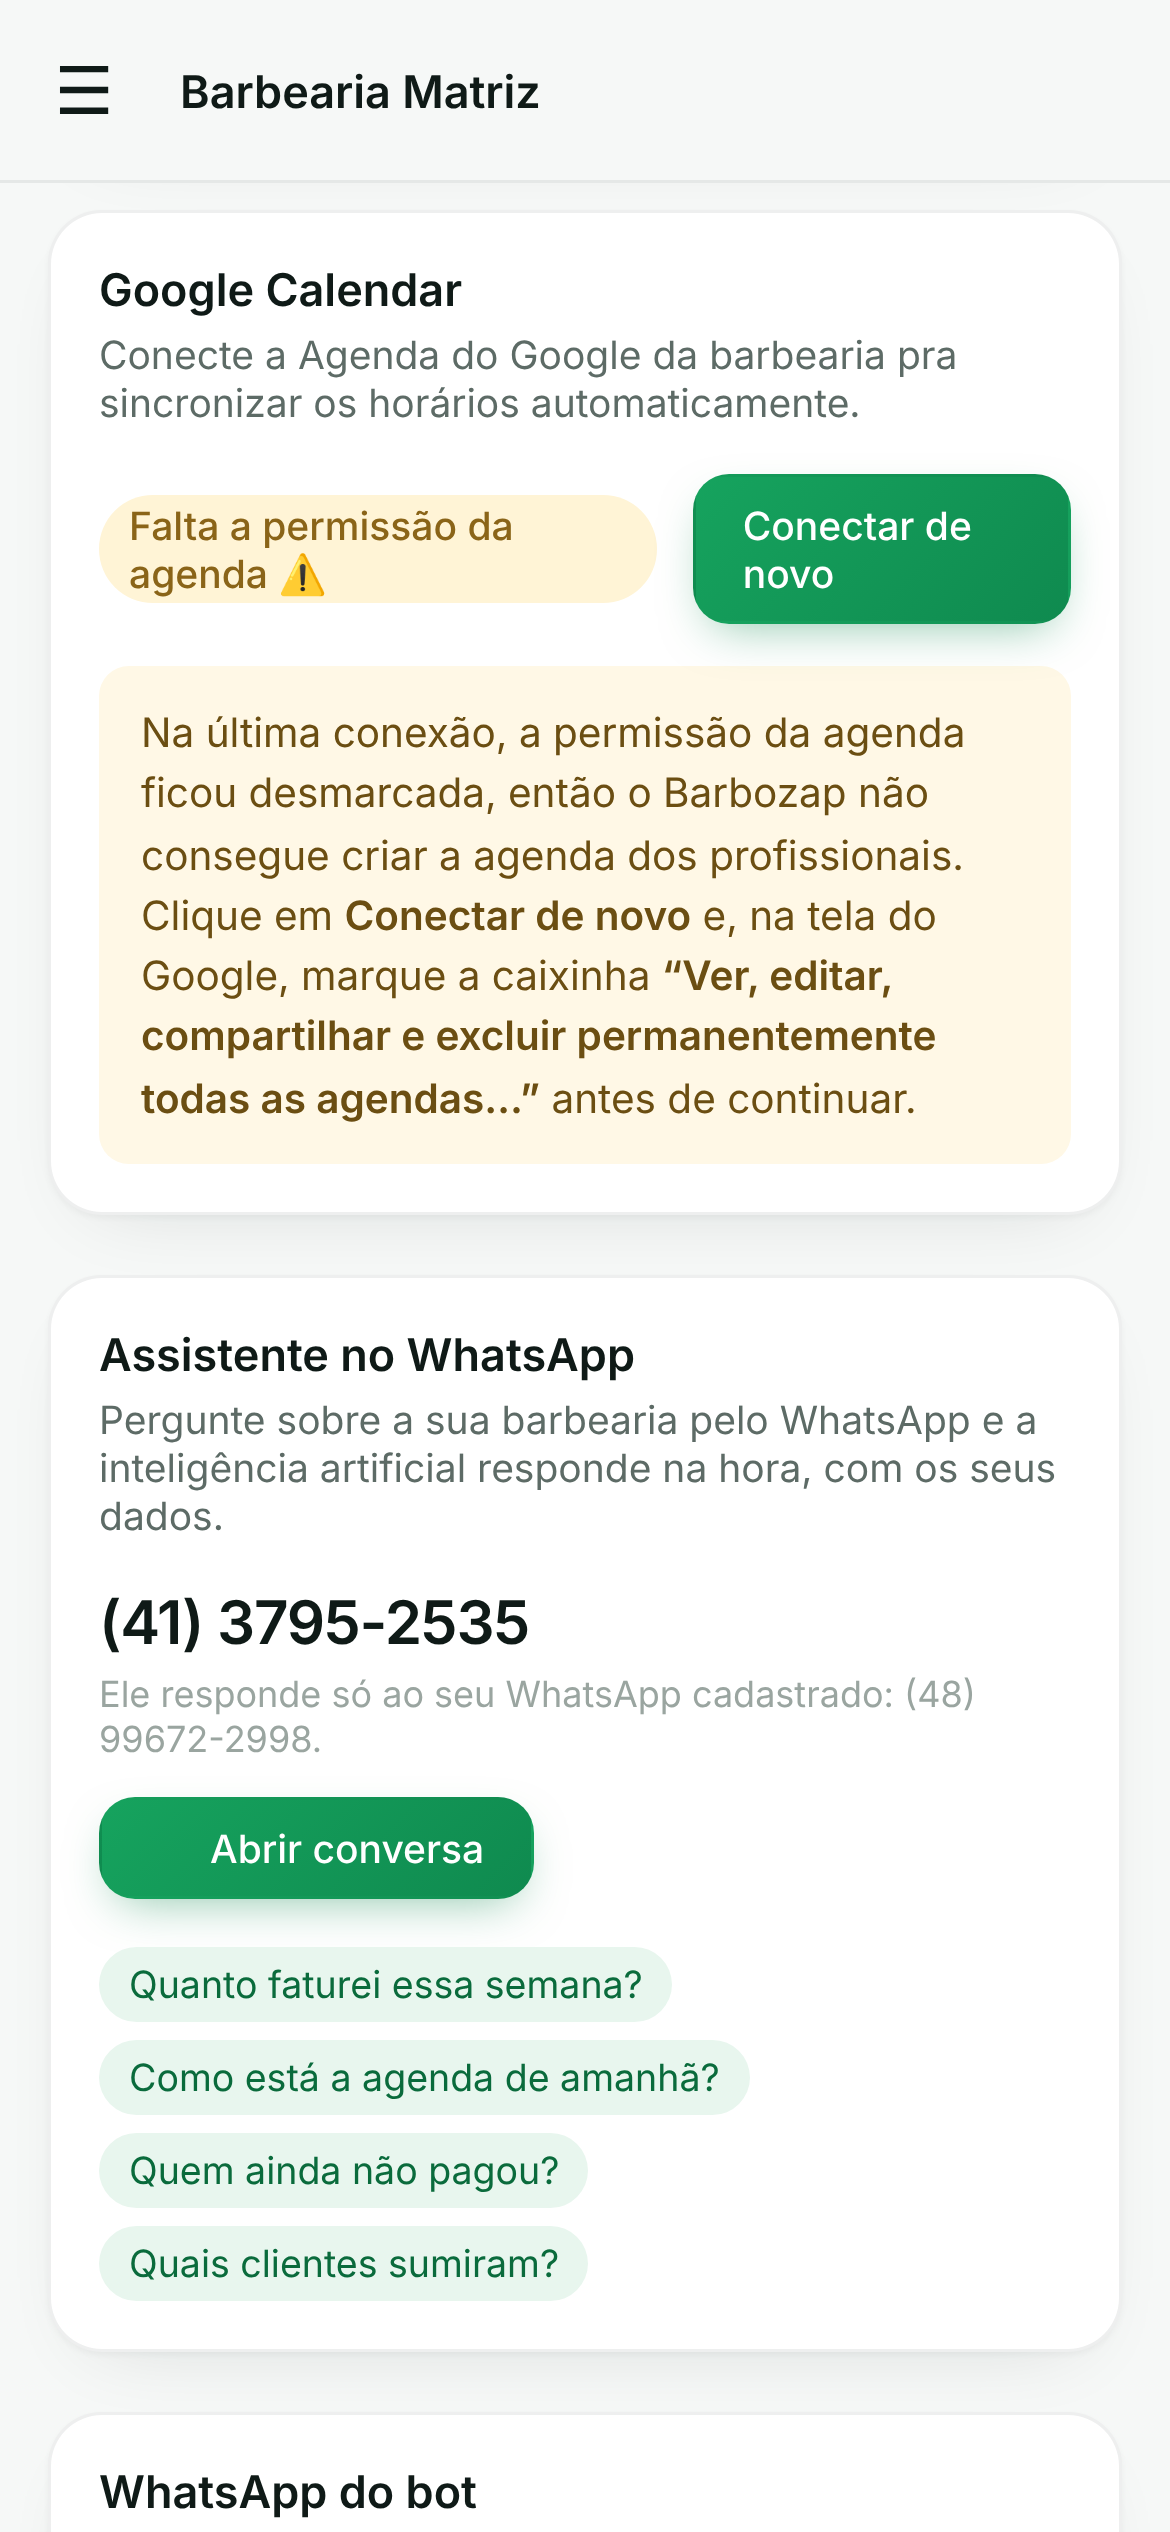 Barbearia Matriz
Google Calendar
Conecte a Agenda do Google da barbearia pra
sincronizar os horários automaticamente.
Falta a permissão da
agenda ⚠️
Conectar de
novo
Na última conexão, a permissão da agenda
ficou desmarcada, então o Barbozap não
consegue criar a agenda dos profissionais.
Clique em Conectar de novo e, na tela do
Google, marque a caixinha “Ver, editar,
compartilhar e excluir permanentemente
todas as agendas...” antes de continuar.
Assistente no WhatsApp
Pergunte sobre a sua barbearia pelo WhatsApp e a
inteligência artificial responde na hora, com os seus
dados.
(41) 3795-2535
Ele responde só ao seu WhatsApp cadastrado: (48)
99672-2998.
Abrir conversa
Quanto faturei essa semana?
Como está a agenda de amanhã?
Quem ainda não pagou?
Quais clientes sumiram?
WhatsApp do bot